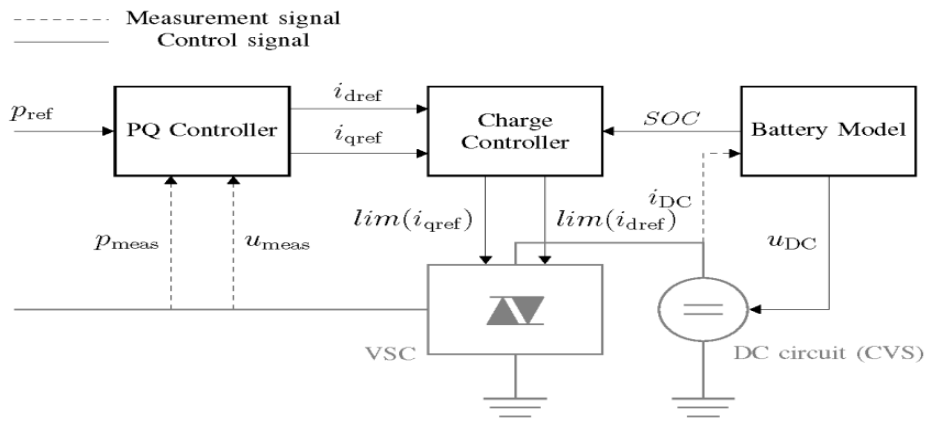 Measurement signal
Control signal
p_ref
PQ Controller
i_dref
i_qref
Charge
Controller
SOC
Battery Model
p_meas
u_meas
lim(i_qref)
lim(i_dref)
i_DC
u_DC
VSC
DC circuit (CVS)